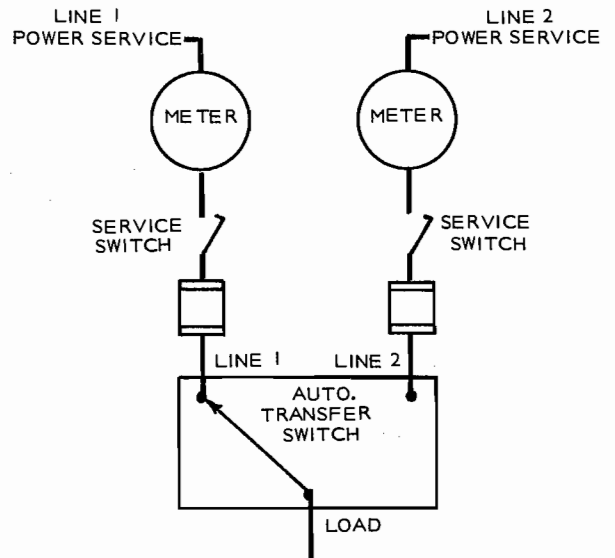 LINE 1
POWER SERVICE
LINE 2
POWER SERVICE
METER
METER
SERVICE
SWITCH
SERVICE
SWITCH
LINE 1
LINE 2
AUTO.
TRANSFER
SWITCH
LOAD